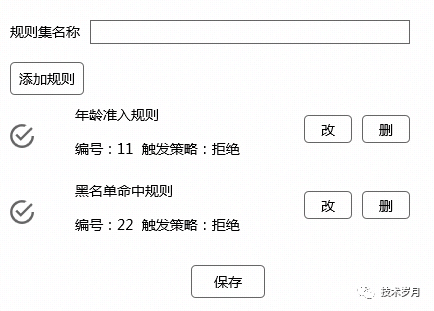 规则集名称
添加规则
年龄准入规则
改 删
编号：11 触发策略：拒绝
黑名单命中规则
改 删
编号：22 触发策略：拒绝
保存
技术岁月